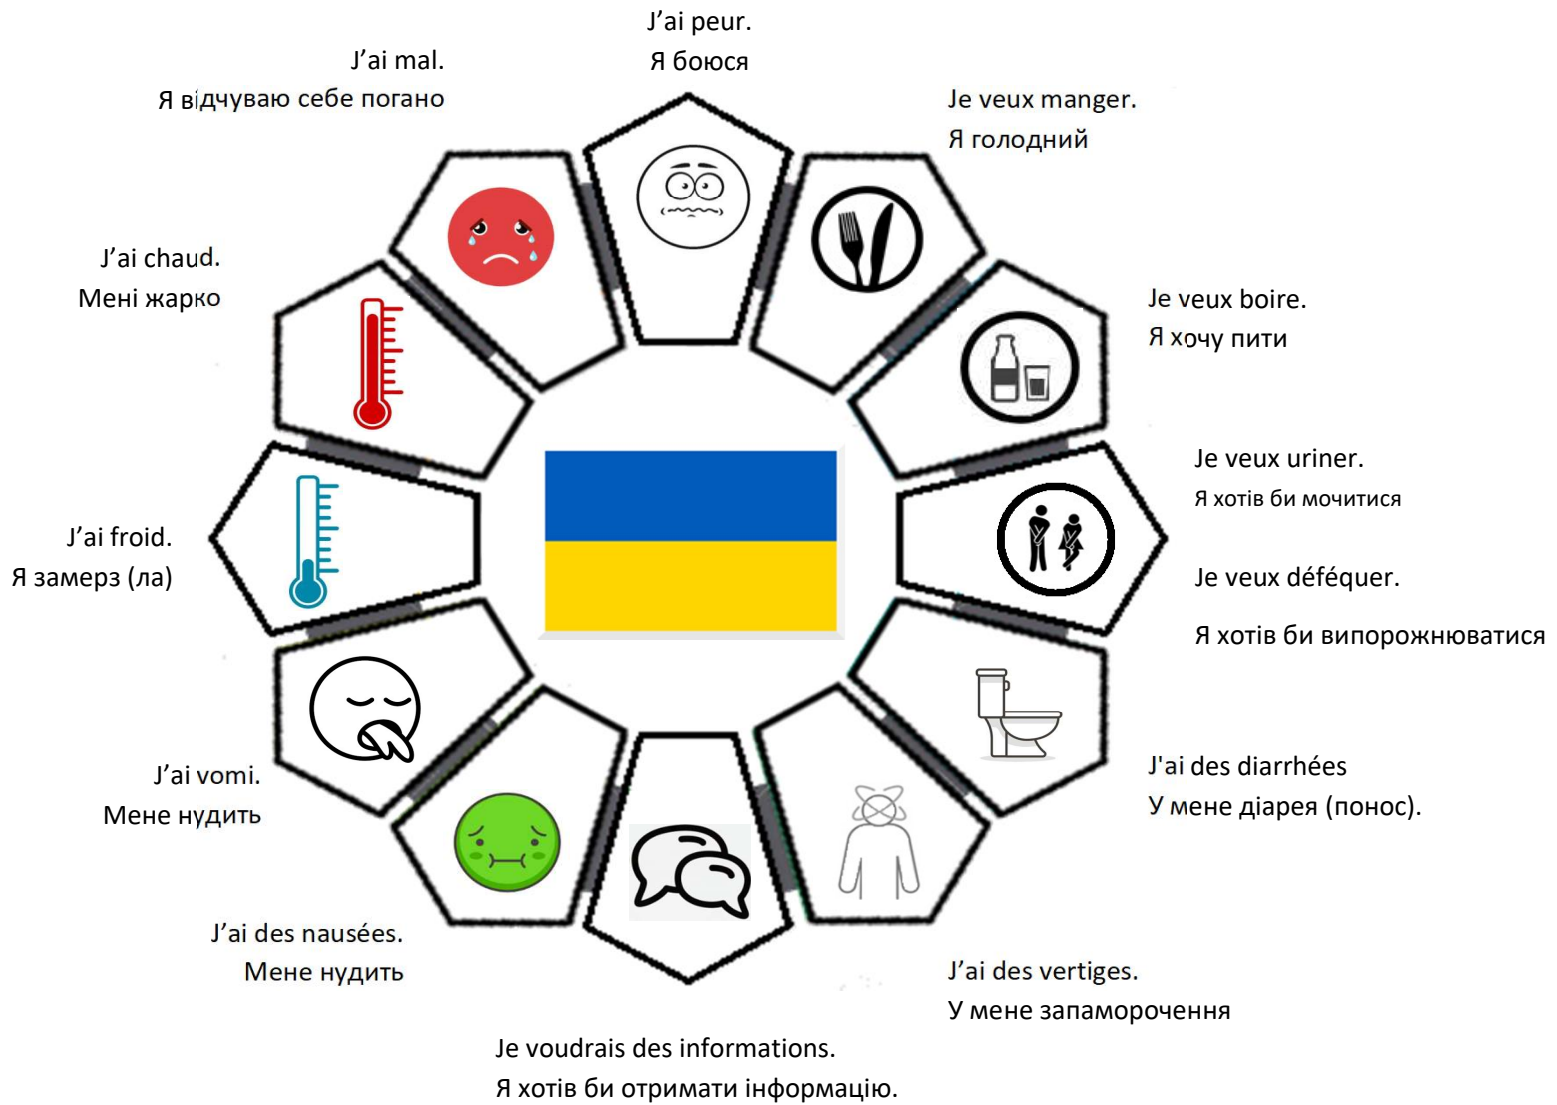 J’ai peur.
Я боюся
J’ai mal.
Я відчуваю себе погано
Je veux manger.
Я голодний
J’ai chaud.
Мені жарко
Je veux boire.
Я хочу пити
Je veux uriner.
Я хотів би мочитися
J’ai froid.
Я замерз (ла)
Je veux déféquer.
Я хотів би випорожнюватися
J’ai vomi.
Мене нудить
J'ai des diarrhées
У мене діарея (понос).
J’ai des nausées.
Мене нудить
J’ai des vertiges.
У мене запаморочення
Je voudrais des informations.
Я хотів би отримати інформацію.